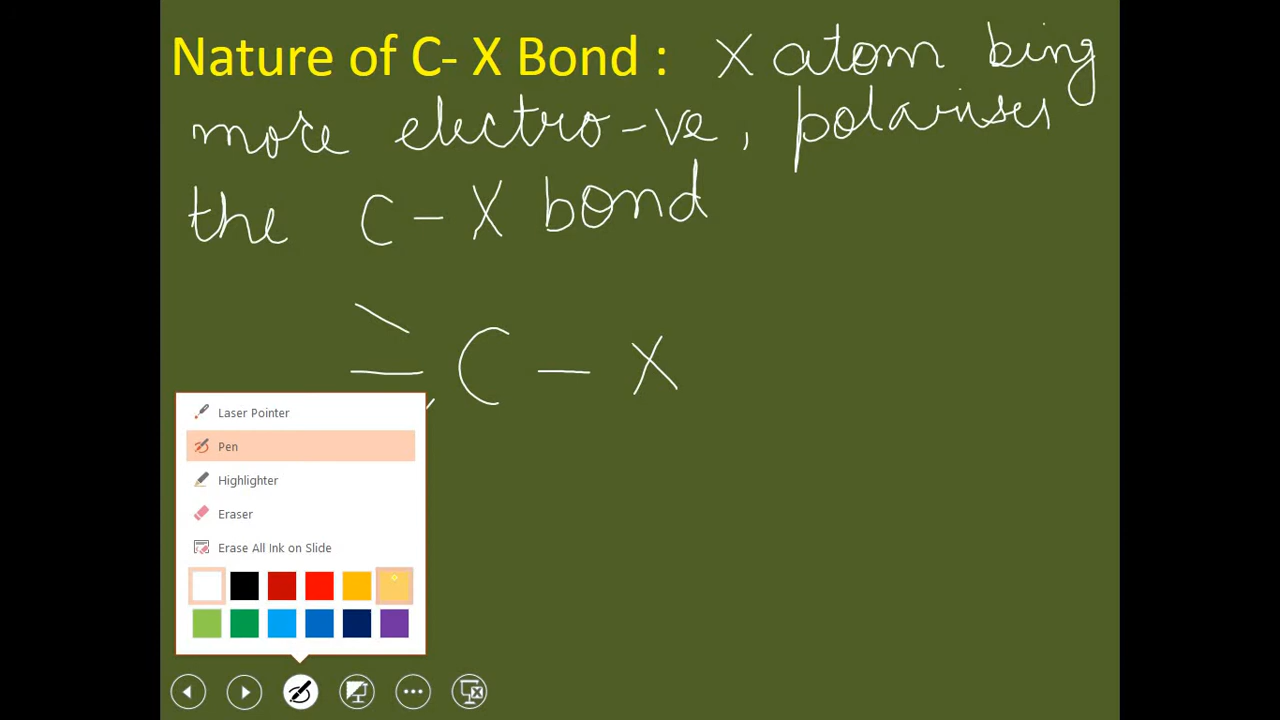 Nature of C- X Bond : X atom bing
more electro-ve, polarises
the C - X bond
C - X
Laser Pointer
Pen
Highlighter
Eraser
Erase All Ink on Slide